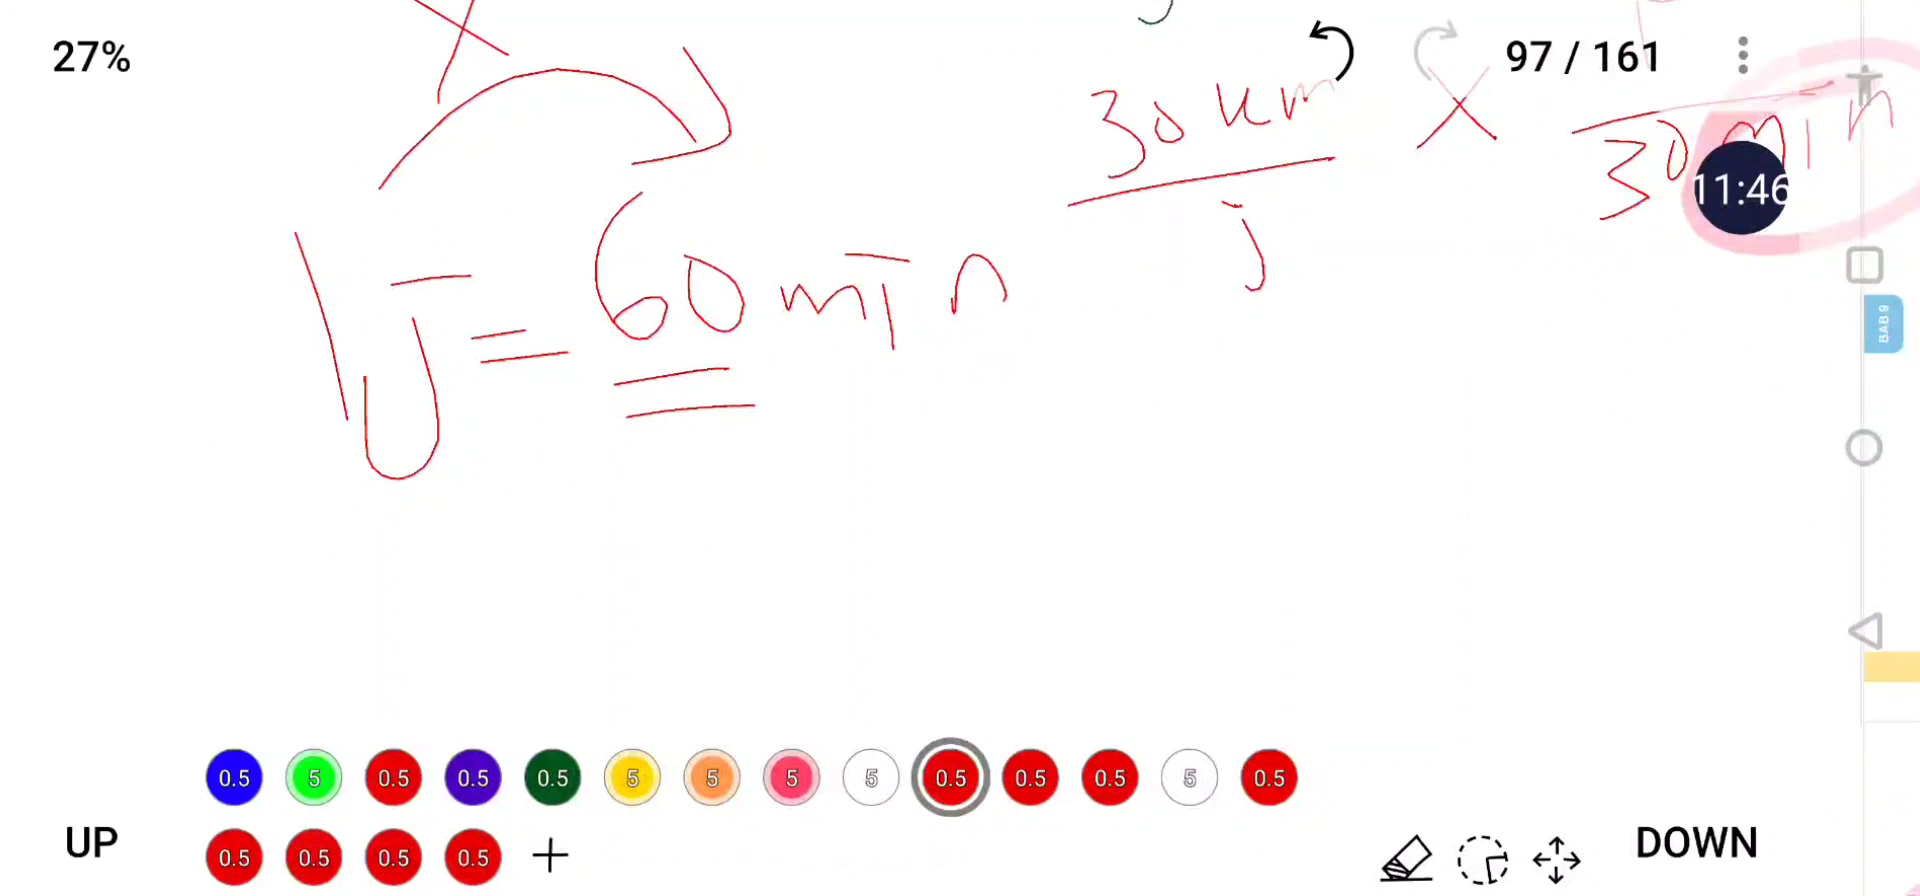 27%
97 / 161
30 km
j
X
30 min
11:46
1J = 60 min
BAB 9
0.5 5 0.5 0.5 0.5 5 5 5 5 0.5 0.5 0.5 5 0.5
UP
0.5 0.5 0.5 0.5 +
DOWN